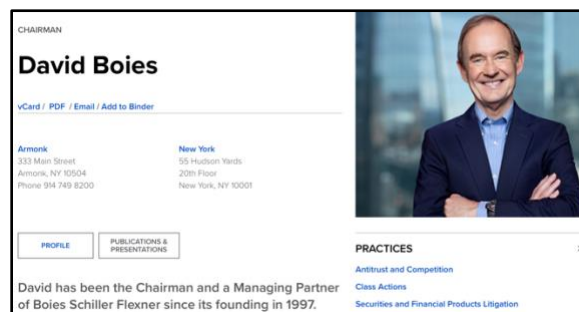 CHAIRMAN
David Boies
vCard / PDF / Email / Add to Binder
Armonk
333 Main Street
Armonk, NY 10504
Phone 914 749 8200
New York
55 Hudson Yards
20th Floor
New York, NY 10001
PROFILE
PUBLICATIONS &
PRESENTATIONS
David has been the Chairman and a Managing Partner
of Boies Schiller Flexner since its founding in 1997.
PRACTICES
Antitrust and Competition
Class Actions
Securities and Financial Products Litigation